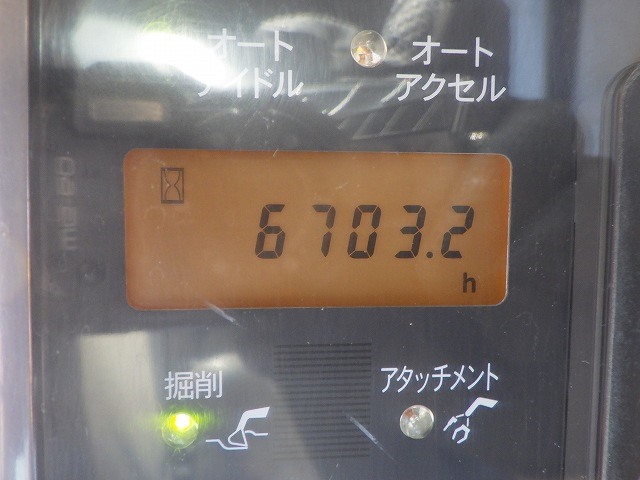 オート
アイドル
オート
アクセル
6703.2
h
掘削
アタッチメント